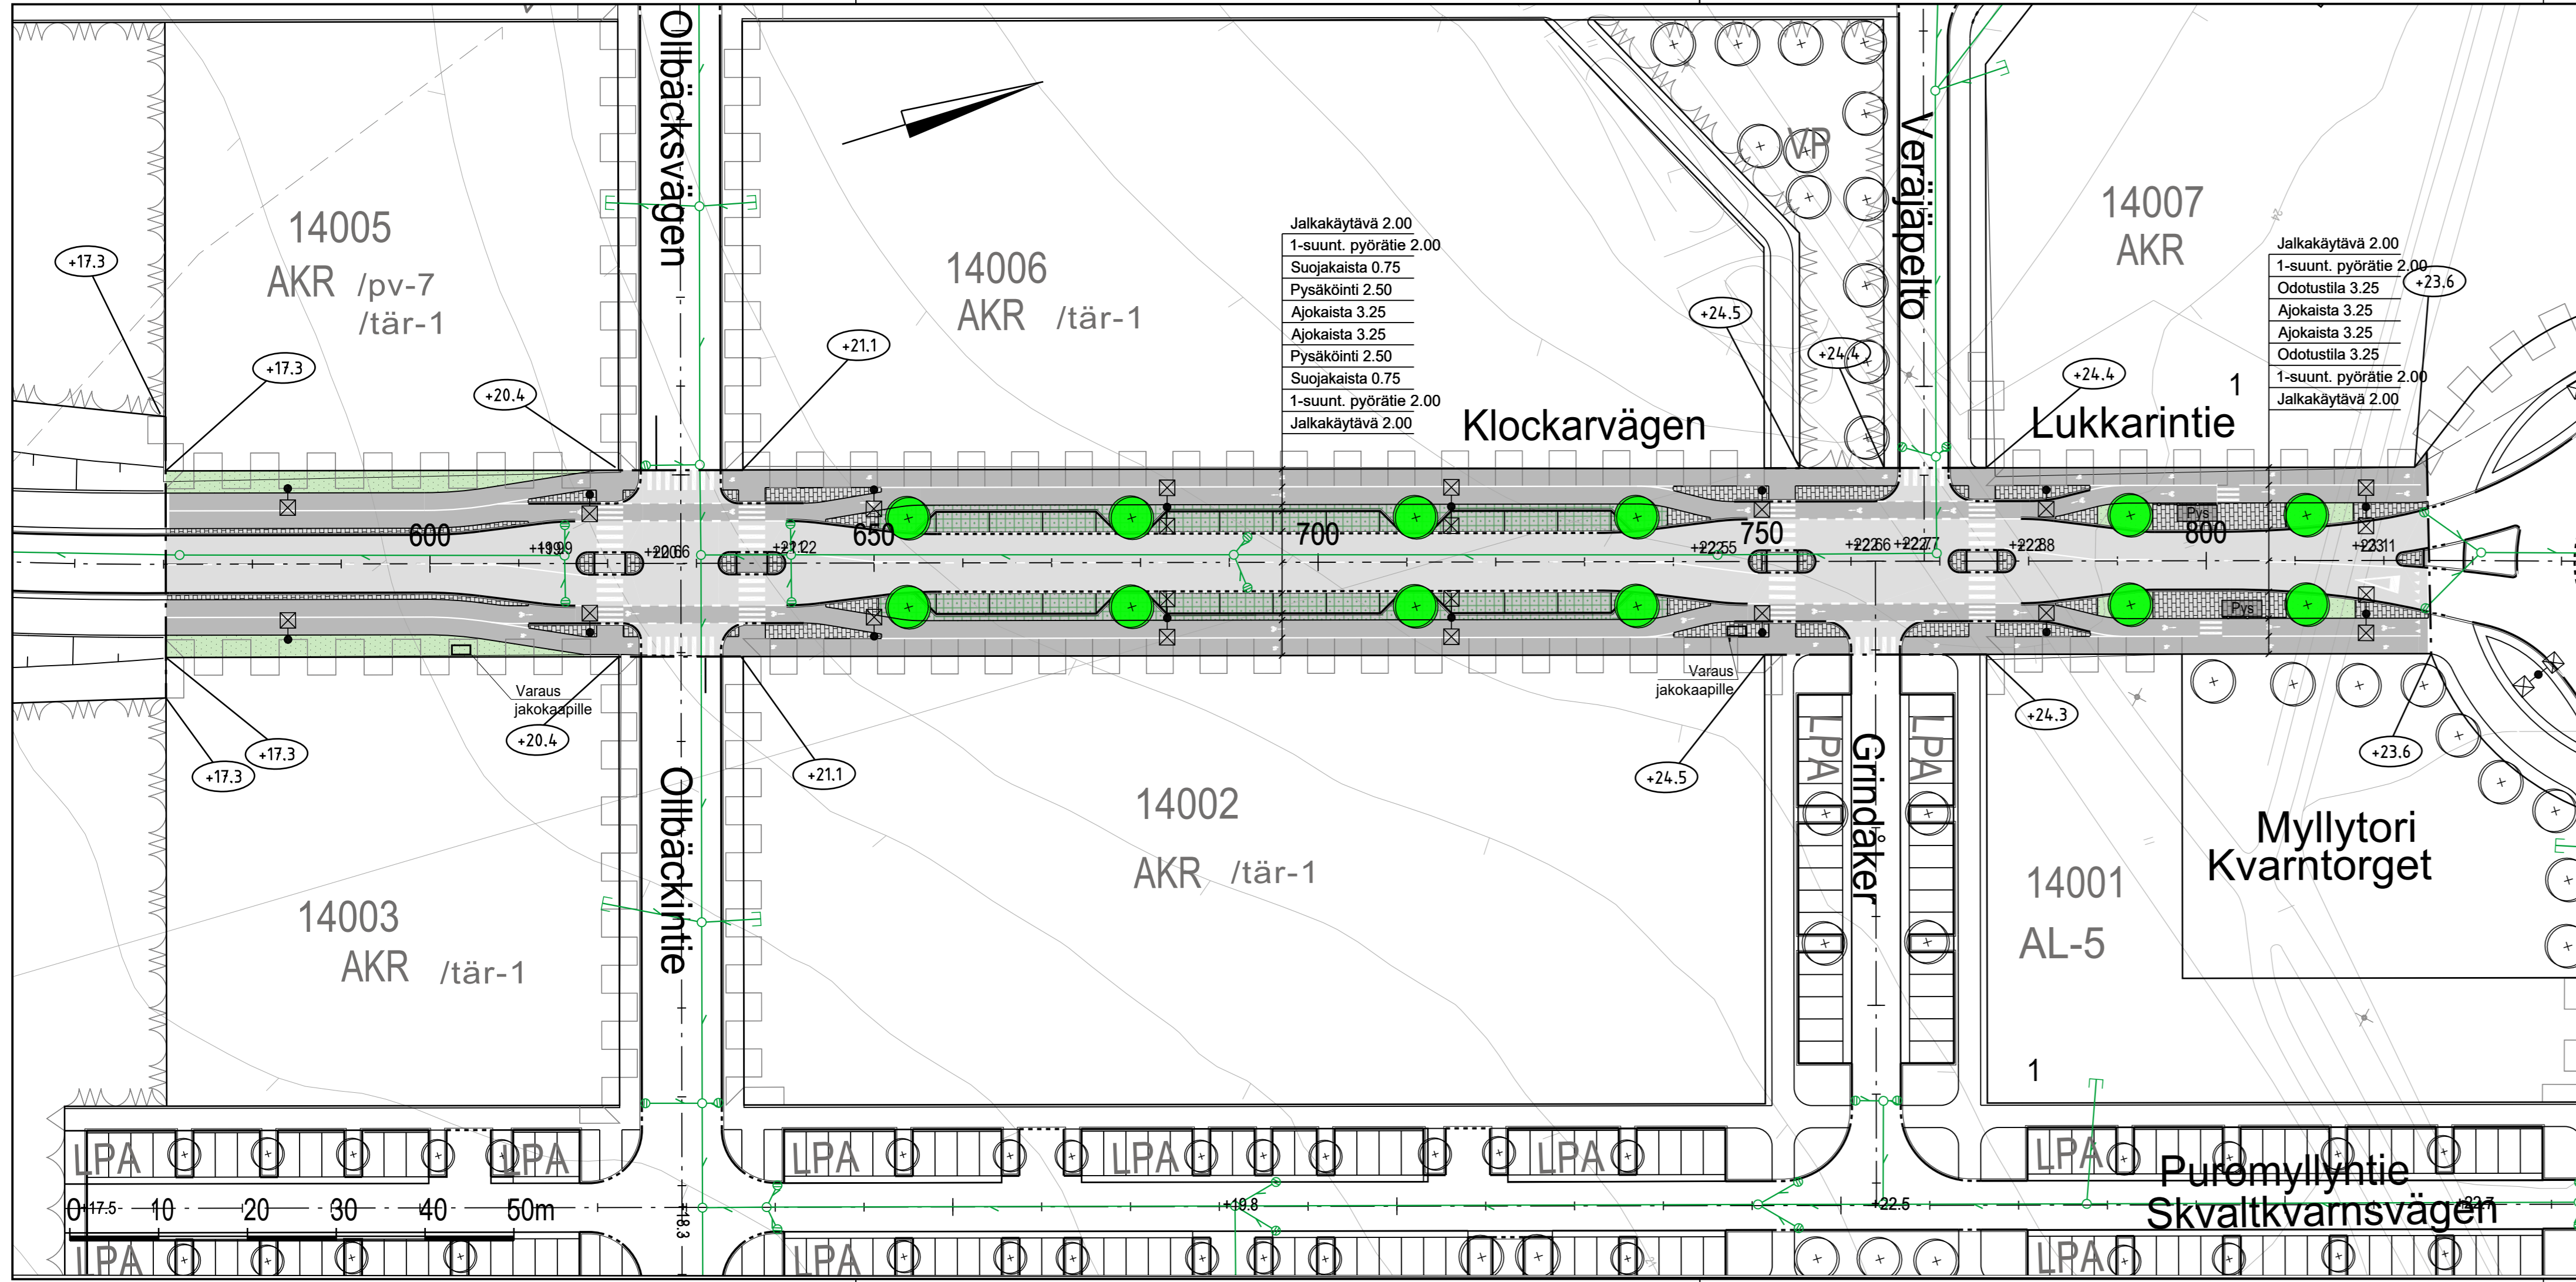 Ollbäcksvägen
Veräjäpelto
VP
14005
AKR /pv-7
/tär-1
14006
AKR /tär-1
14007
AKR
+17.3
+17.3
+20.4
+21.1
+24.5
+24.4
+24.4
+23.6
24
Jalkakäytävä 2.00
1-suunt. pyörätie 2.00
Suojakaista 0.75
Pysäköinti 2.50
Ajokaista 3.25
Ajokaista 3.25
Pysäköinti 2.50
Suojakaista 0.75
1-suunt. pyörätie 2.00
Jalkakäytävä 2.00
Jalkakäytävä 2.00
1-suunt. pyörätie 2.00
Odotustila 3.25
Ajokaista 3.25
Ajokaista 3.25
Odotustila 3.25
1-suunt. pyörätie 2.00
Jalkakäytävä 2.00
1
Klockarvägen
Lukkarintie
600
650
700
750
800
Pys
Pys
Varaus
jakokaapille
Varaus
jakokaapille
+17.3
+17.3
+20.4
+21.1
+24.5
+24.3
+23.6
Ollbäckintie
Grindåker
LPA
LPA
14003
AKR /tär-1
14002
AKR /tär-1
14001
AL-5
Myllytori
Kvarntorget
1
LPA
LPA
LPA
LPA
LPA
LPA
Puromyllyntie
Skvaltkvarnsvägen
0 10 20 30 40 50m
+17.5
+18.3
+19.8
+22.5
+22.7
LPA
LPA
LPA